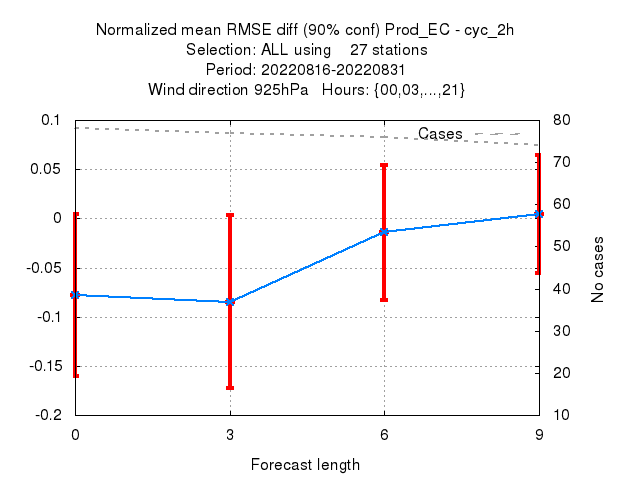 Normalized mean RMSE diff (90% conf) Prod_EC - cyc_2h
Selection: ALL using    27 stations
Period: 20220816-20220831
Wind direction 925hPa   Hours: {00,03,...,21}
0.1
0.05
0
-0.05
-0.1
-0.15
-0.2
Cases
80
70
60
50
40
30
20
10
No cases
0
3
6
9
Forecast length